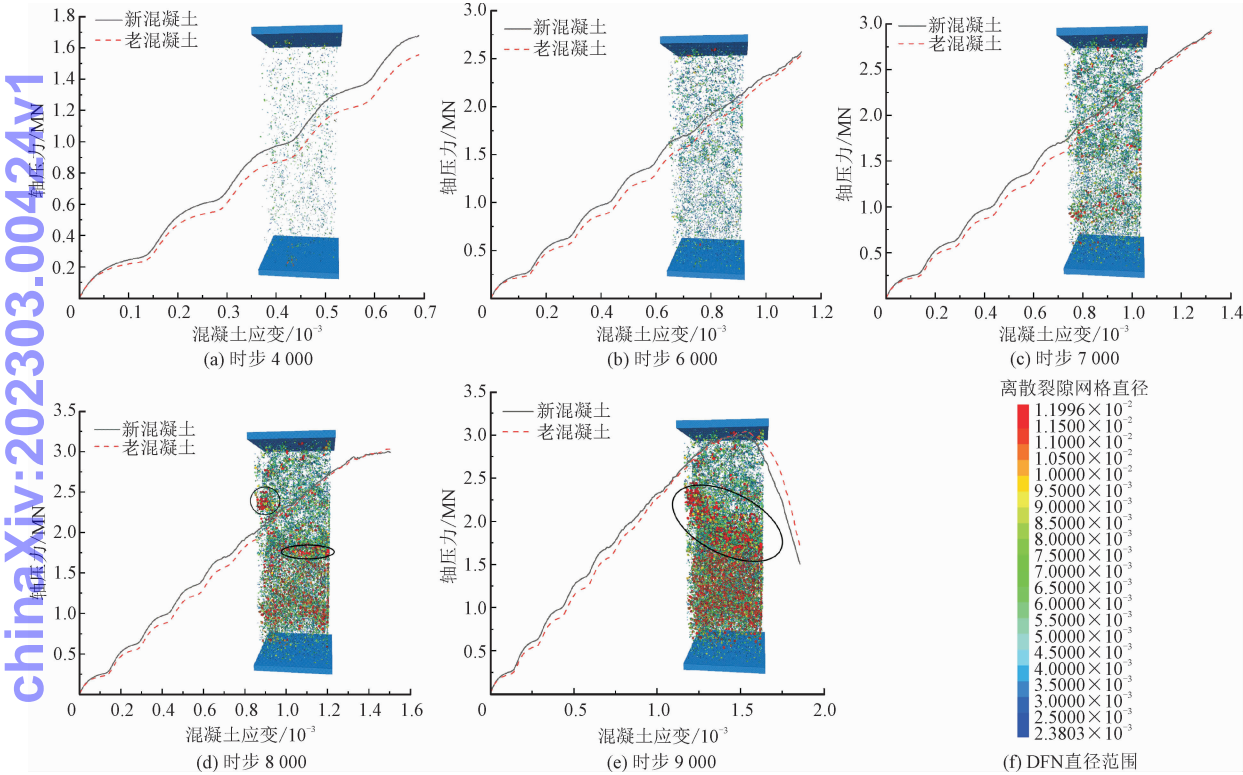 chinaXiv:202303.00424v1
新混凝土
老混凝土
轴压力/MN
1.8
1.6
1.4
1.2
1.0
0.8
0.6
0.4
0.2
0 0.1 0.2 0.3 0.4 0.5 0.6 0.7
混凝土应变/10⁻³
(a) 时步 4 000
新混凝土
老混凝土
轴压力/MN
3.0
2.5
2.0
1.5
1.0
0.5
0 0.2 0.4 0.6 0.8 1.0 1.2
混凝土应变/10⁻³
(b) 时步 6 000
新混凝土
老混凝土
轴压力/MN
3.0
2.5
2.0
1.5
1.0
0.5
0 0.2 0.4 0.6 0.8 1.0 1.2 1.4
混凝土应变/10⁻³
(c) 时步 7 000
新混凝土
老混凝土
轴压力/MN
3.5
3.0
2.5
2.0
1.5
1.0
0.5
0 0.2 0.4 0.6 0.8 1.0 1.2 1.4 1.6
混凝土应变/10⁻³
(d) 时步 8 000
新混凝土
老混凝土
轴压力/MN
3.5
3.0
2.5
2.0
1.5
1.0
0.5
0 0.5 1.0 1.5 2.0
混凝土应变/10⁻³
(e) 时步 9 000
离散裂隙网格直径
1.1996×10⁻²
1.1500×10⁻²
1.1000×10⁻²
1.0500×10⁻²
1.0000×10⁻²
9.5000×10⁻³
9.0000×10⁻³
8.5000×10⁻³
8.0000×10⁻³
7.5000×10⁻³
7.0000×10⁻³
6.5000×10⁻³
6.0000×10⁻³
5.5000×10⁻³
5.0000×10⁻³
4.5000×10⁻³
4.0000×10⁻³
3.5000×10⁻³
3.0000×10⁻³
2.5000×10⁻³
2.3803×10⁻³
(f) DFN直径范围